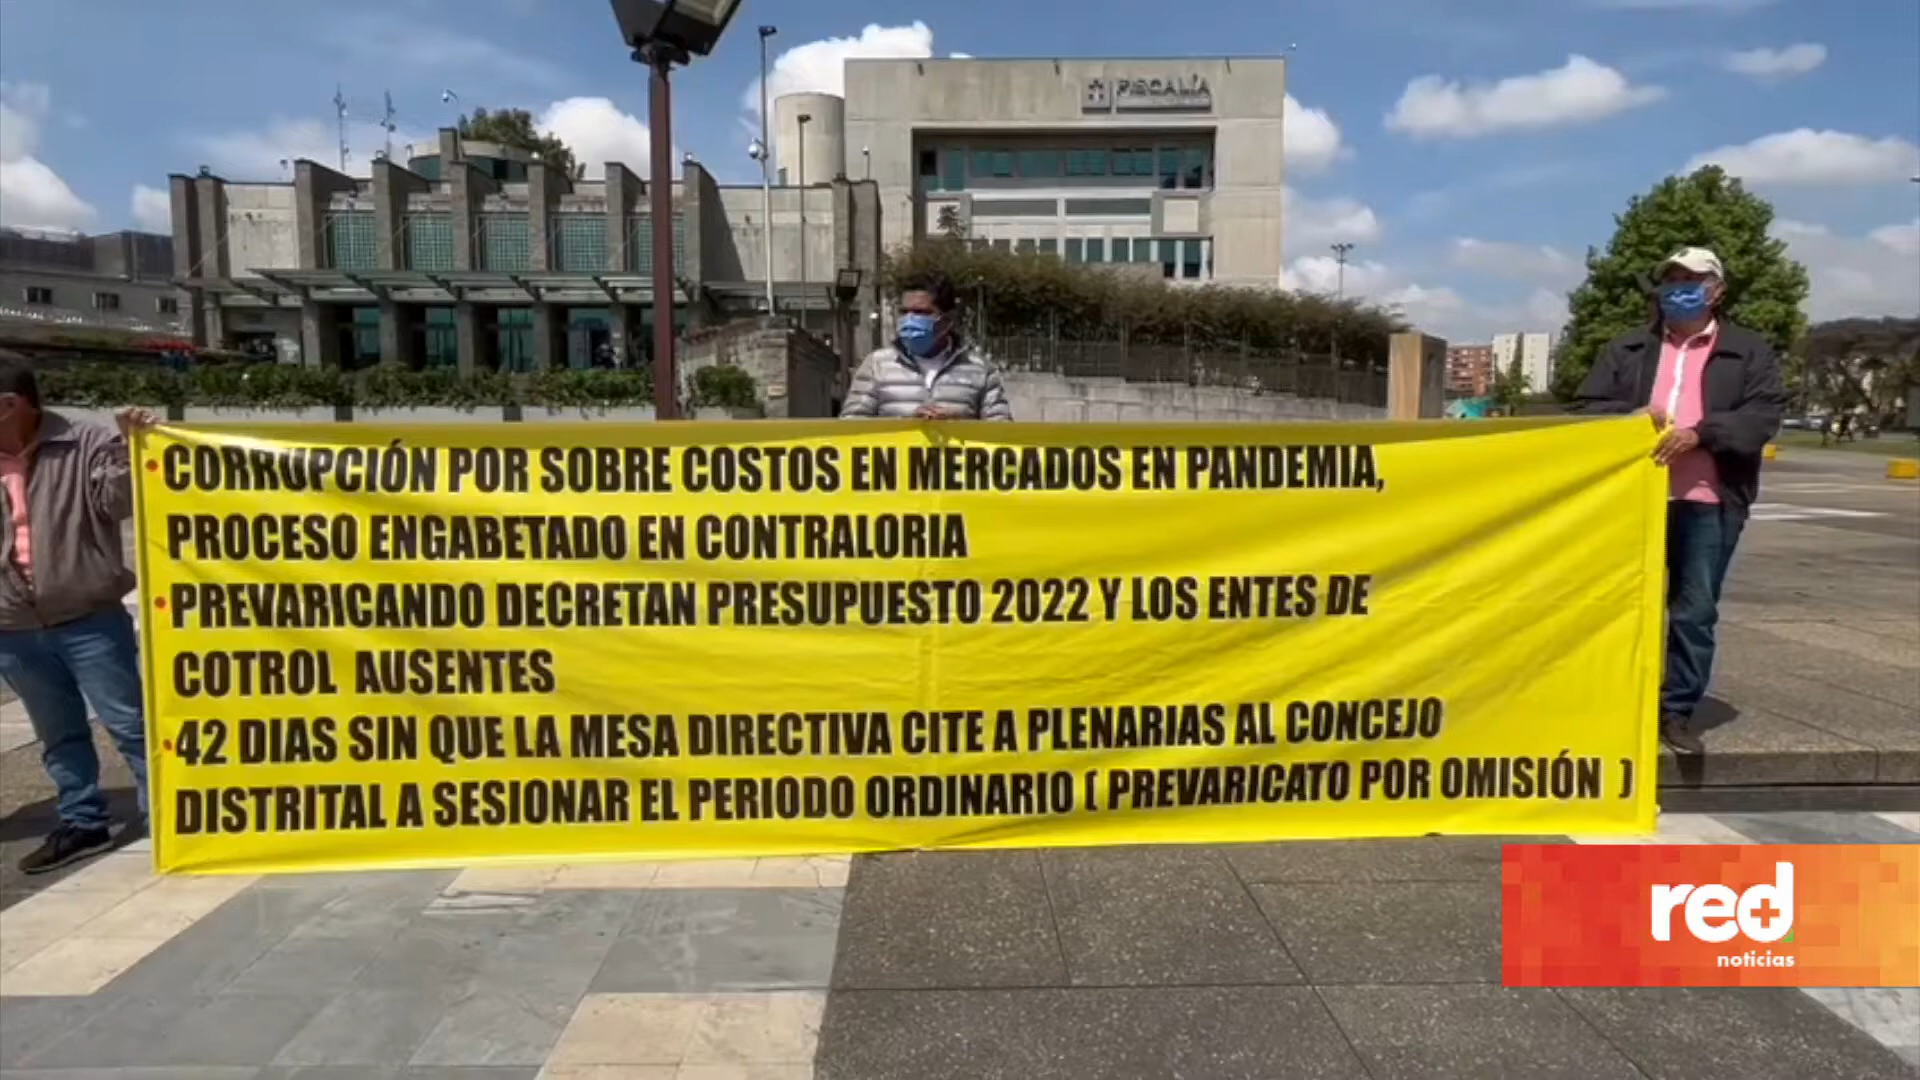 FISCALÍA
• CORRUPCIÓN POR SOBRE COSTOS EN MERCADOS EN PANDEMIA,
PROCESO ENGABETADO EN CONTRALORIA
• PREVARICANDO DECRETAN PRESUPUESTO 2022 Y LOS ENTES DE
COTROL AUSENTES
• 42 DIAS SIN QUE LA MESA DIRECTIVA CITE A PLENARIAS AL CONCEJO
DISTRITAL A SESIONAR EL PERIODO ORDINARIO ( PREVARICATO POR OMISIÓN )
red+
noticias